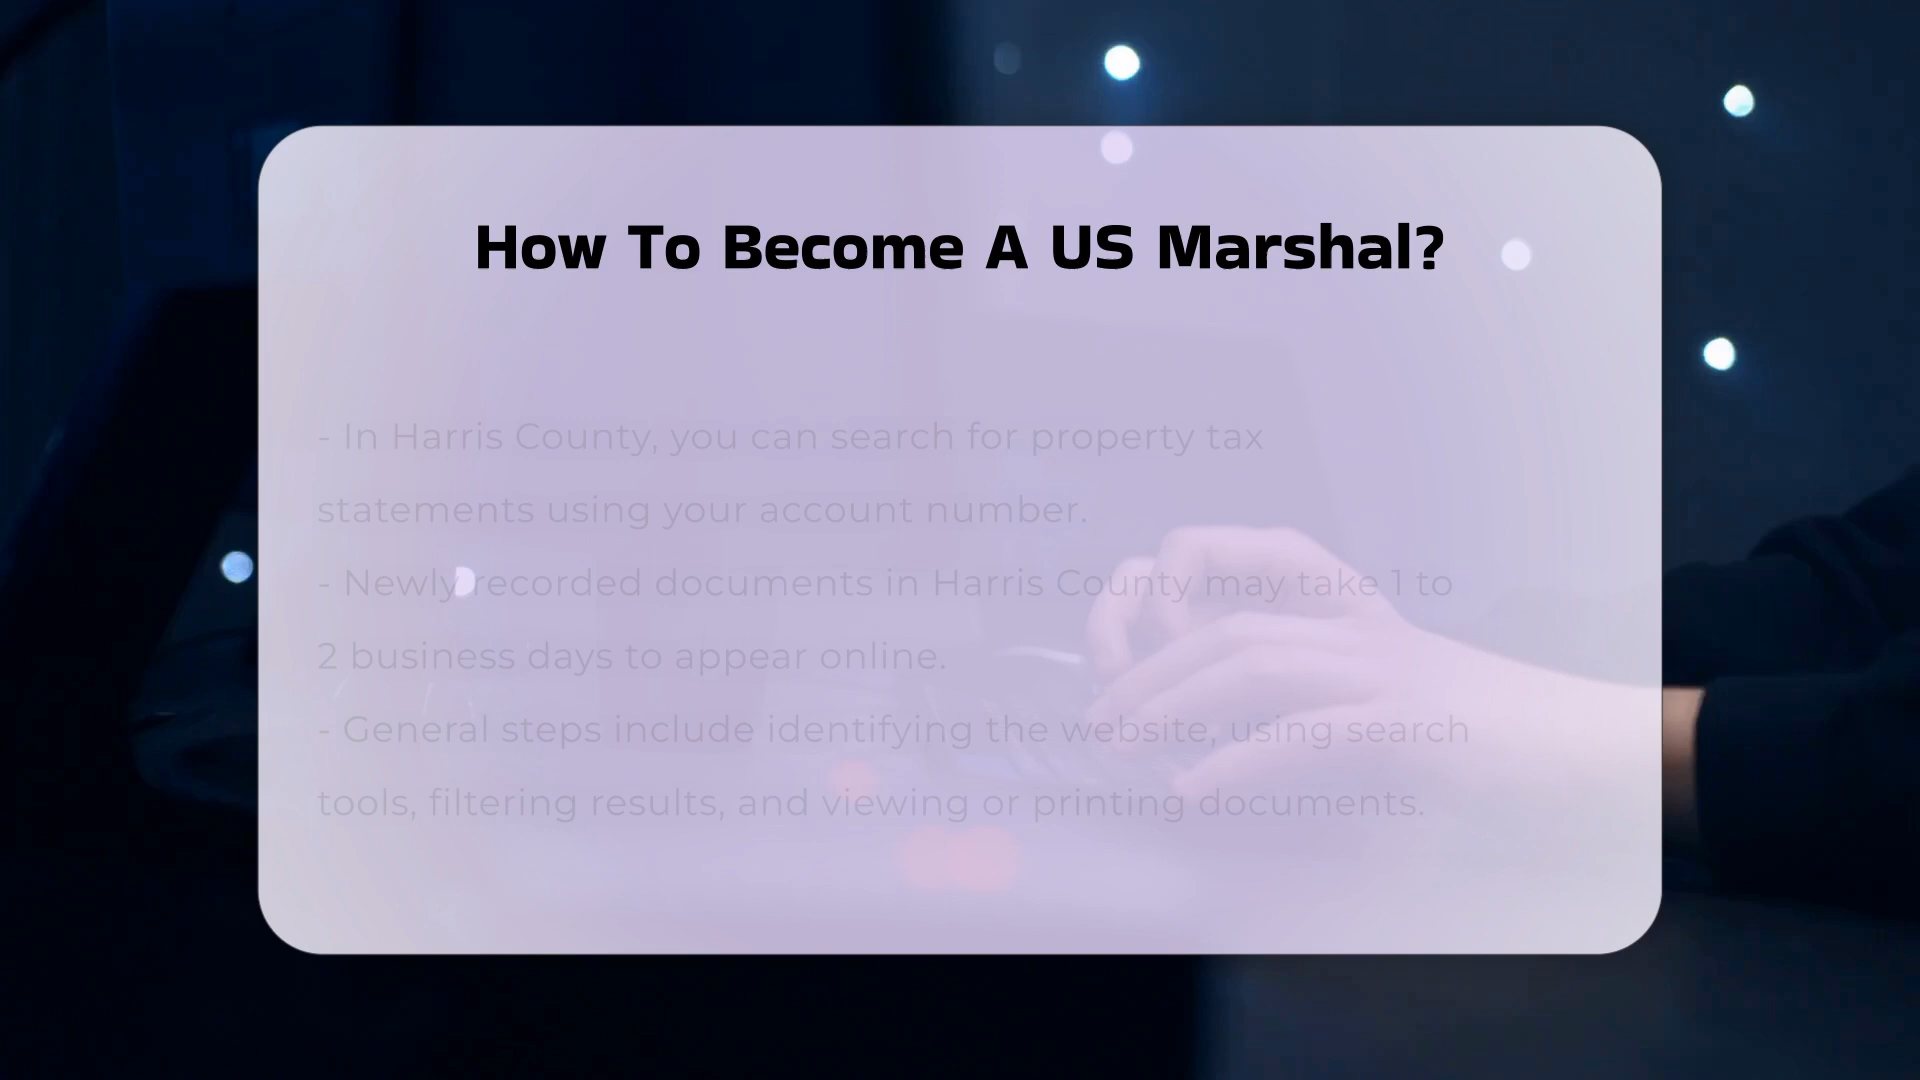 How To Become A US Marshal?
- In Harris County, you can search for property tax
statements using your account number.
- Newly recorded documents in Harris County may take 1 to
2 business days to appear online.
- General steps include identifying the website, using search
tools, filtering results, and viewing or printing documents.